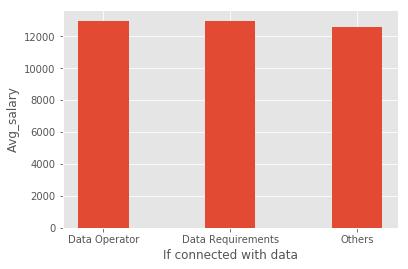 12000
10000
8000
6000
4000
2000
0
Avg_salary
Data Operator Data Requirements Others
If connected with data